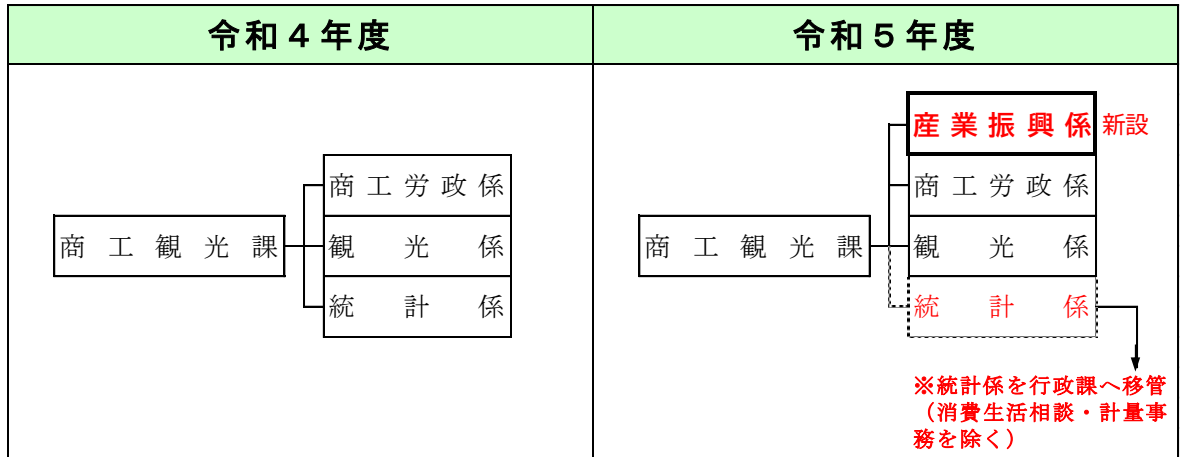 令和４年度
令和５年度
商工観光課
商工労政係
観光係
統計係
商工観光課
産業振興係 新設
商工労政係
観光係
統計係
※統計係を行政課へ移管
（消費生活相談・計量事
務を除く）